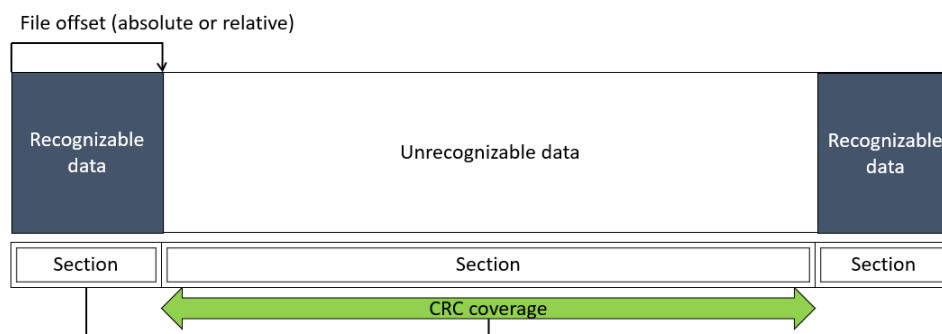 File offset (absolute or relative)
Recognizable
data
Unrecognizable data
Recognizable
data
Section
Section
Section
CRC coverage